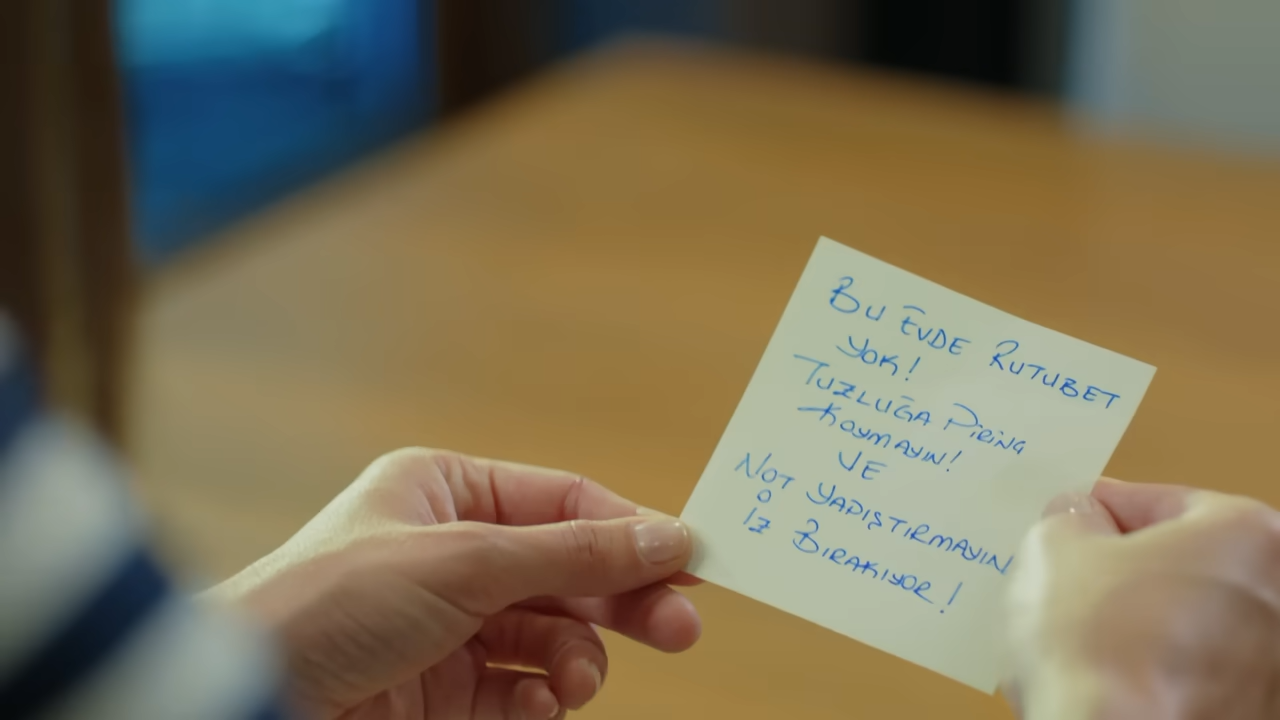 BU EVDE RUTUBET
YOK!
TUZLUĞA PİRİNÇ
KOYMAYIN!
VE
NOT YAPIŞTIRMAYIN
İZ BIRAKIYOR!